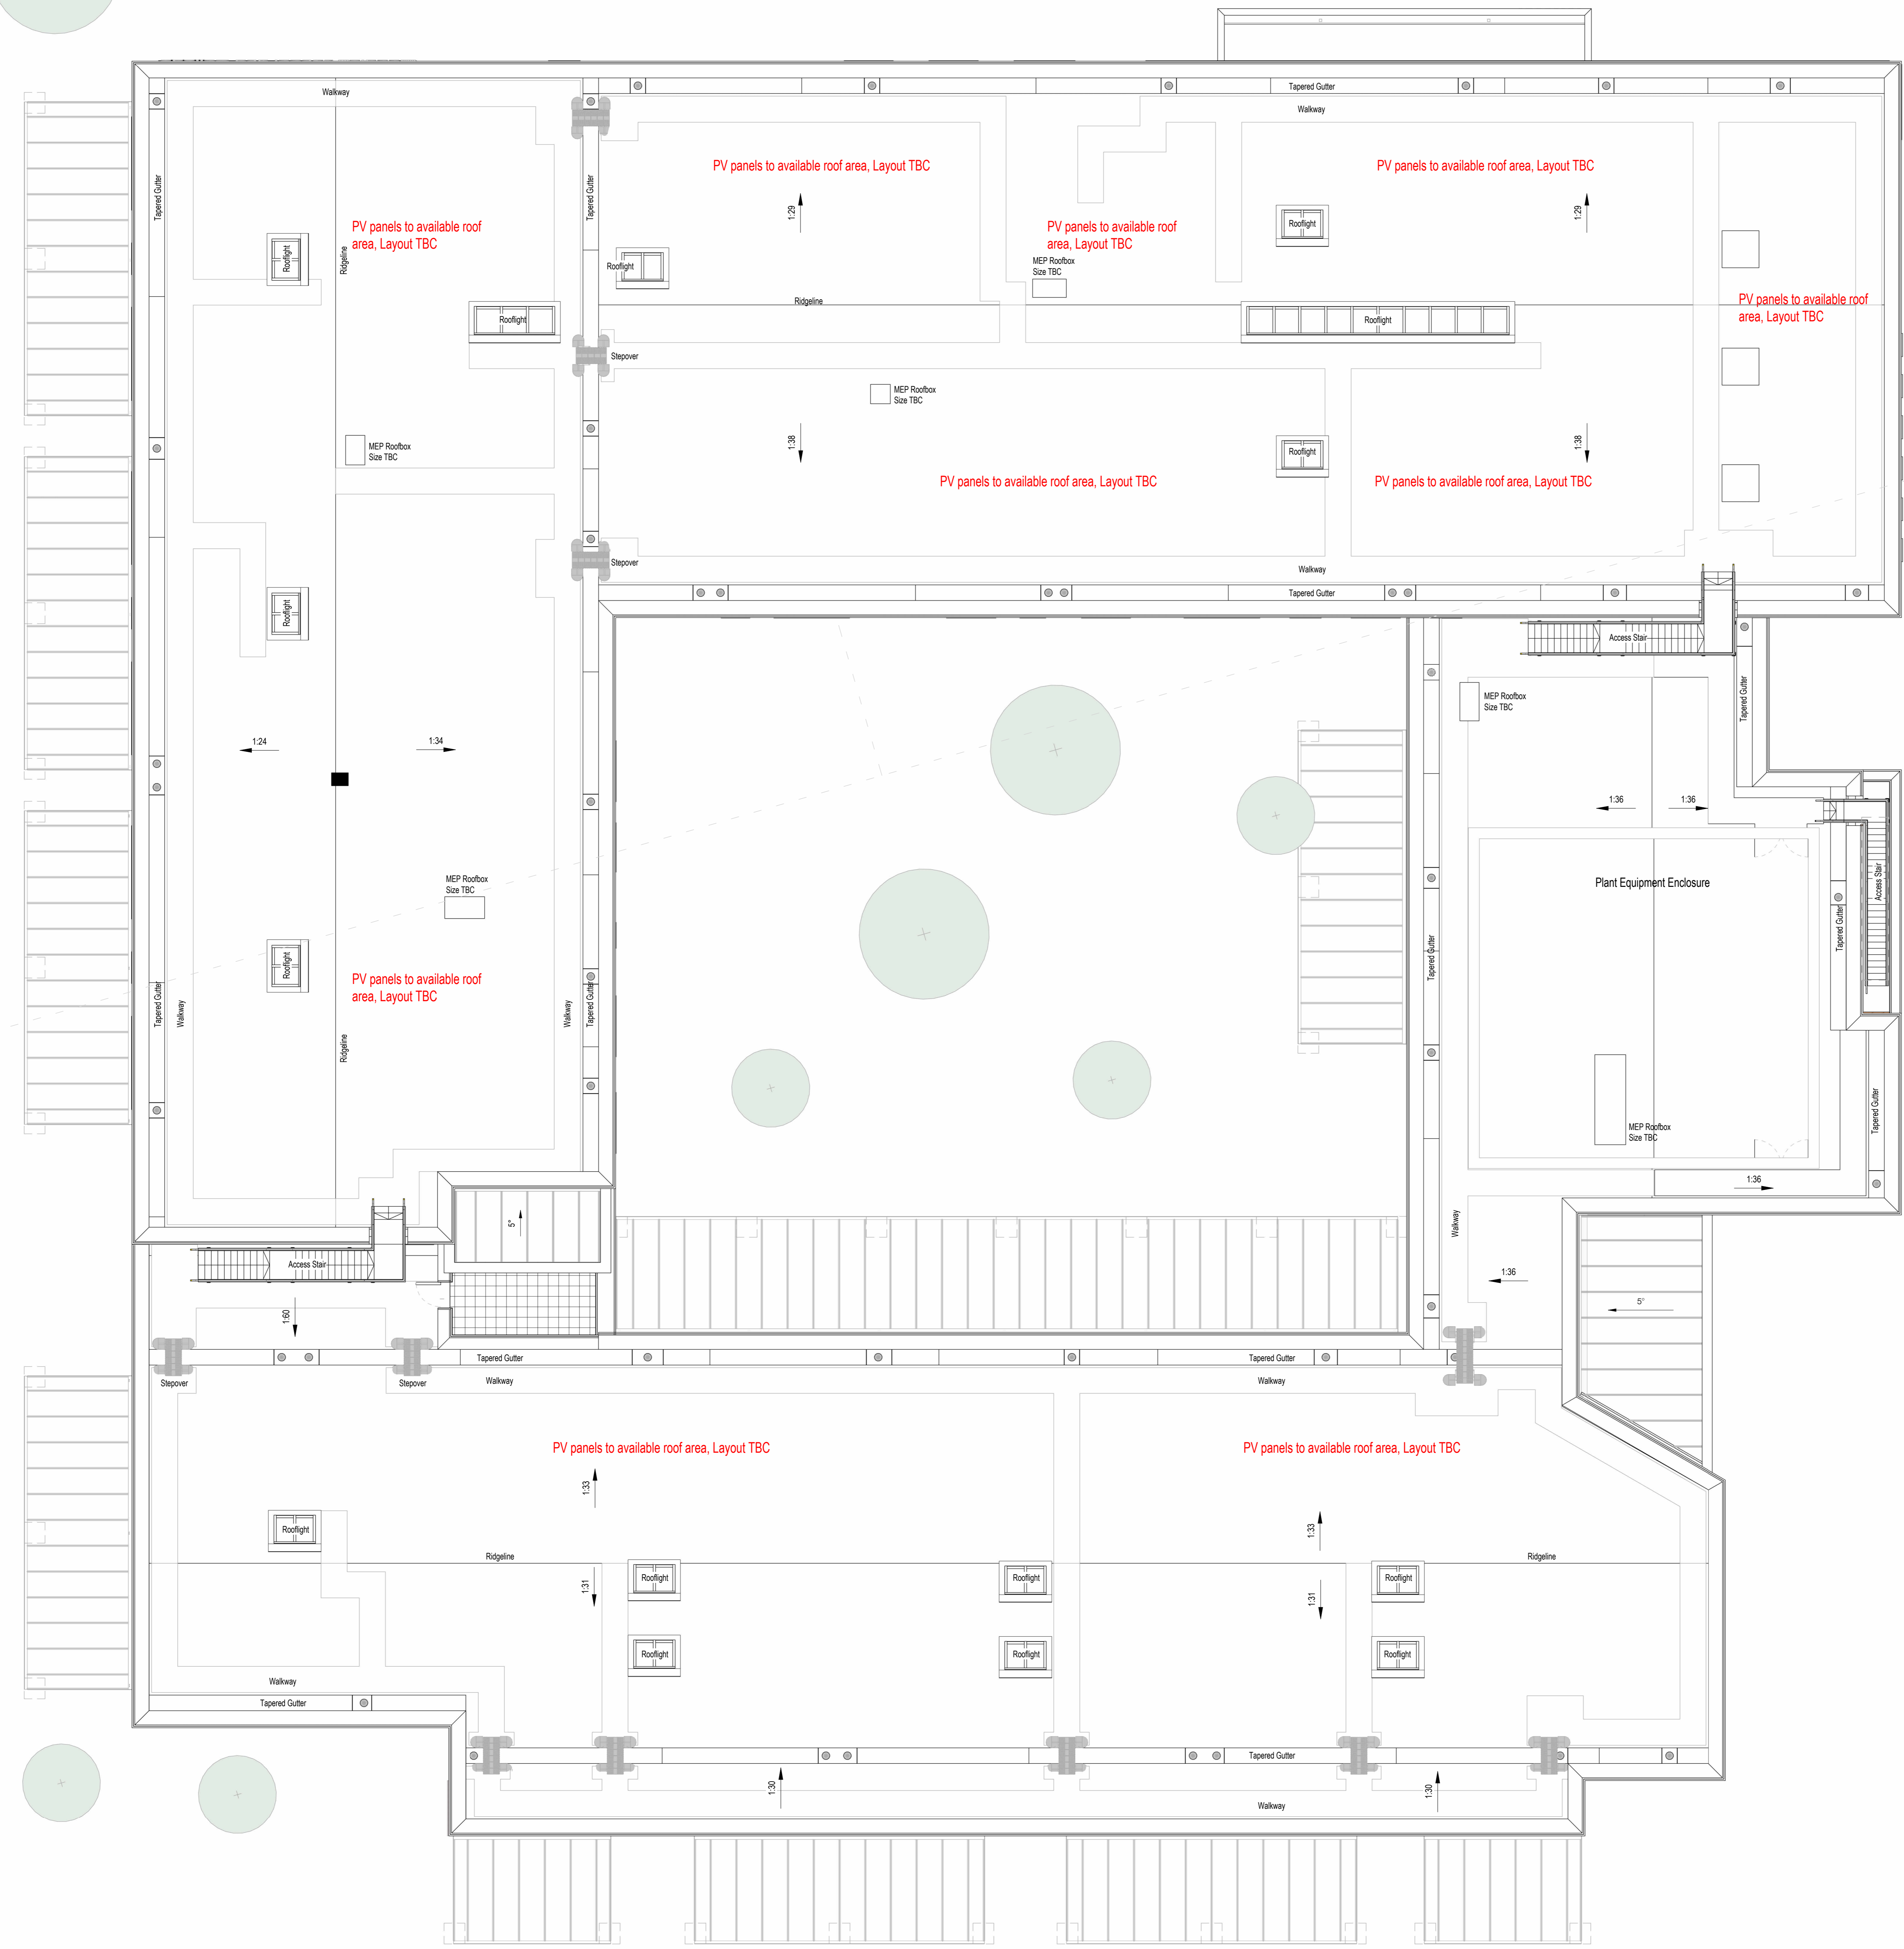 Walkway
Tapered Gutter
Walkway
Tapered Gutter
Tapered Gutter
PV panels to available roof area, Layout TBC
PV panels to available roof area, Layout TBC
1:29
1:29
PV panels to available roof
area, Layout TBC
PV panels to available roof
area, Layout TBC
Rooflight
Rooflight
Ridgeline
Rooflight
MEP Roofbox
Size TBC
Ridgeline
PV panels to available roof
area, Layout TBC
Rooflight
Rooflight
Stepover
MEP Roofbox
Size TBC
1:38
1:38
MEP Roofbox
Size TBC
Rooflight
PV panels to available roof area, Layout TBC
PV panels to available roof area, Layout TBC
Stepover
Walkway
Tapered Gutter
Rooflight
Access Stair
MEP Roofbox
Size TBC
Tapered Gutter
1:24
1:34
1:36
1:36
MEP Roofbox
Size TBC
Plant Equipment Enclosure
Access Stair
Tapered Gutter
Tapered Gutter
Rooflight
PV panels to available roof
area, Layout TBC
Tapered Gutter
Walkway
Walkway
Tapered Gutter
Ridgeline
Tapered Gutter
MEP Roofbox
Size TBC
1:36
5°
Walkway
Access Stair
1:36
5°
1:60
Tapered Gutter
Tapered Gutter
Stepover
Stepover
Walkway
Walkway
PV panels to available roof area, Layout TBC
PV panels to available roof area, Layout TBC
1:33
1:33
Rooflight
Ridgeline
Ridgeline
Rooflight
Rooflight
Rooflight
1:31
1:31
Rooflight
Rooflight
Rooflight
Walkway
Tapered Gutter
Tapered Gutter
1:30
1:30
Walkway